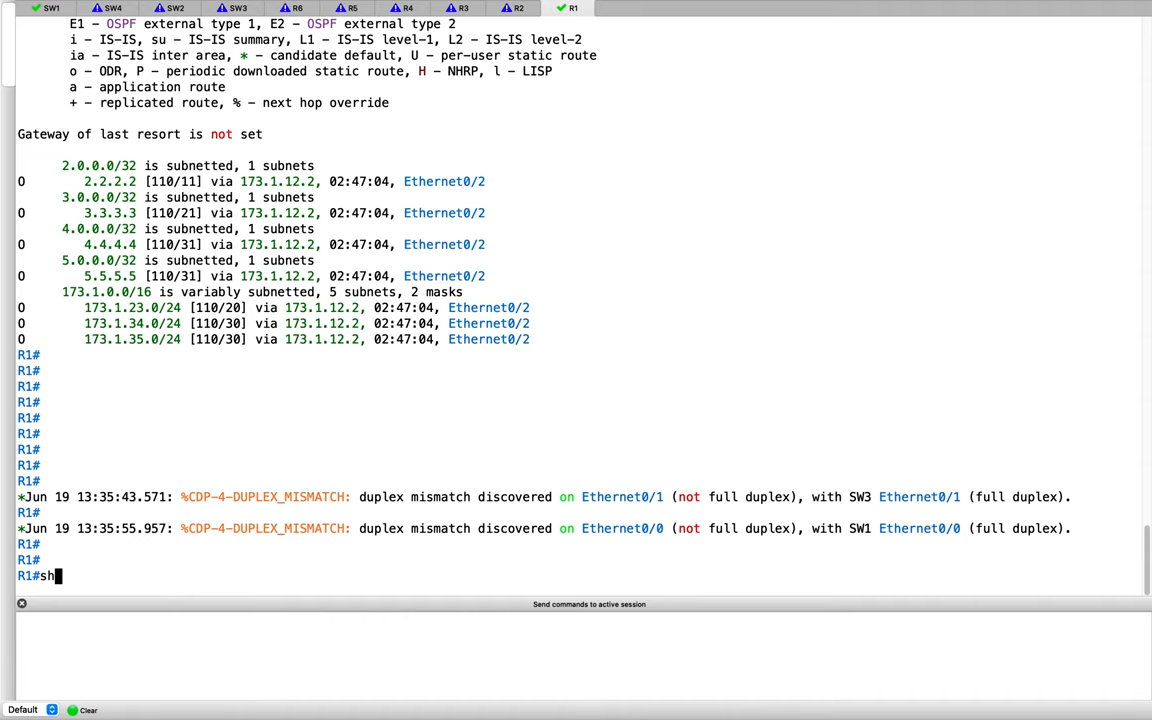 SW1 SW4 SW2 SW3 R6 R5 R4 R3 R2 R1
E1 - OSPF external type 1, E2 - OSPF external type 2
i - IS-IS, su - IS-IS summary, L1 - IS-IS level-1, L2 - IS-IS level-2
ia - IS-IS inter area, * - candidate default, U - per-user static route
o - ODR, P - periodic downloaded static route, H - NHRP, l - LISP
a - application route
+ - replicated route, % - next hop override
Gateway of last resort is not set
2.0.0.0/32 is subnetted, 1 subnets
O 2.2.2.2 [110/11] via 173.1.12.2, 02:47:04, Ethernet0/2
3.0.0.0/32 is subnetted, 1 subnets
O 3.3.3.3 [110/21] via 173.1.12.2, 02:47:04, Ethernet0/2
4.0.0.0/32 is subnetted, 1 subnets
O 4.4.4.4 [110/31] via 173.1.12.2, 02:47:04, Ethernet0/2
5.0.0.0/32 is subnetted, 1 subnets
O 5.5.5.5 [110/31] via 173.1.12.2, 02:47:04, Ethernet0/2
173.1.0.0/16 is variably subnetted, 5 subnets, 2 masks
O 173.1.23.0/24 [110/20] via 173.1.12.2, 02:47:04, Ethernet0/2
O 173.1.34.0/24 [110/30] via 173.1.12.2, 02:47:04, Ethernet0/2
O 173.1.35.0/24 [110/30] via 173.1.12.2, 02:47:04, Ethernet0/2
R1#
R1#
R1#
R1#
R1#
R1#
R1#
R1#
R1#
*Jun 19 13:35:43.571: %CDP-4-DUPLEX_MISMATCH: duplex mismatch discovered on Ethernet0/1 (not full duplex), with SW3 Ethernet0/1 (full duplex).
R1#
*Jun 19 13:35:55.957: %CDP-4-DUPLEX_MISMATCH: duplex mismatch discovered on Ethernet0/0 (not full duplex), with SW1 Ethernet0/0 (full duplex).
R1#
R1#
R1#sh
Send commands to active session
Default Clear